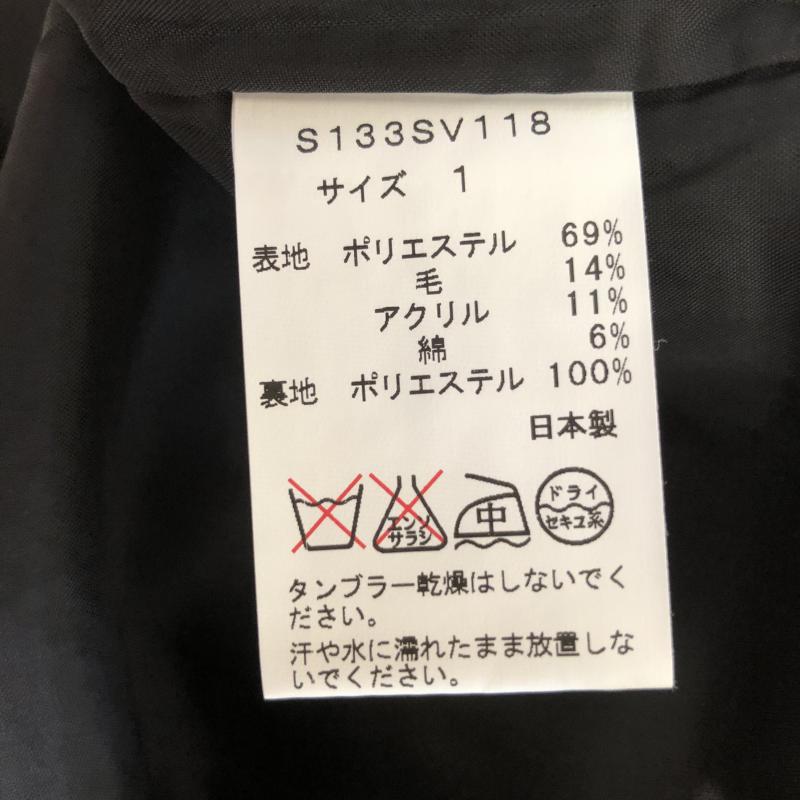 S133SV118
サイズ 1
表地 ポリエステル 69%
毛 14%
アクリル 11%
綿 6%
裏地 ポリエステル 100%
日本製
エンソ
サラシ
中
ドライ
セキユ系
タンブラー乾燥はしないでく
ださい。
汗や水に濡れたまま放置しな
いでください。